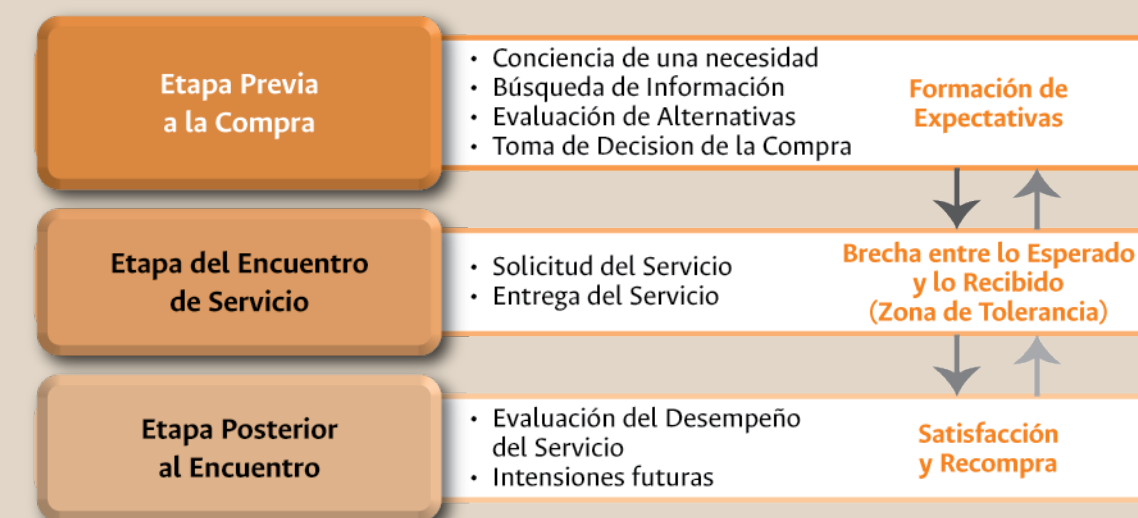 Etapa Previa
a la Compra
• Conciencia de una necesidad
• Búsqueda de Información
• Evaluación de Alternativas
• Toma de Decision de la Compra
Formación de
Expectativas
Etapa del Encuentro
de Servicio
• Solicitud del Servicio
• Entrega del Servicio
Brecha entre lo Esperado
y lo Recibido
(Zona de Tolerancia)
Etapa Posterior
al Encuentro
• Evaluación del Desempeño
del Servicio
• Intensiones futuras
Satisfacción
y Recompra